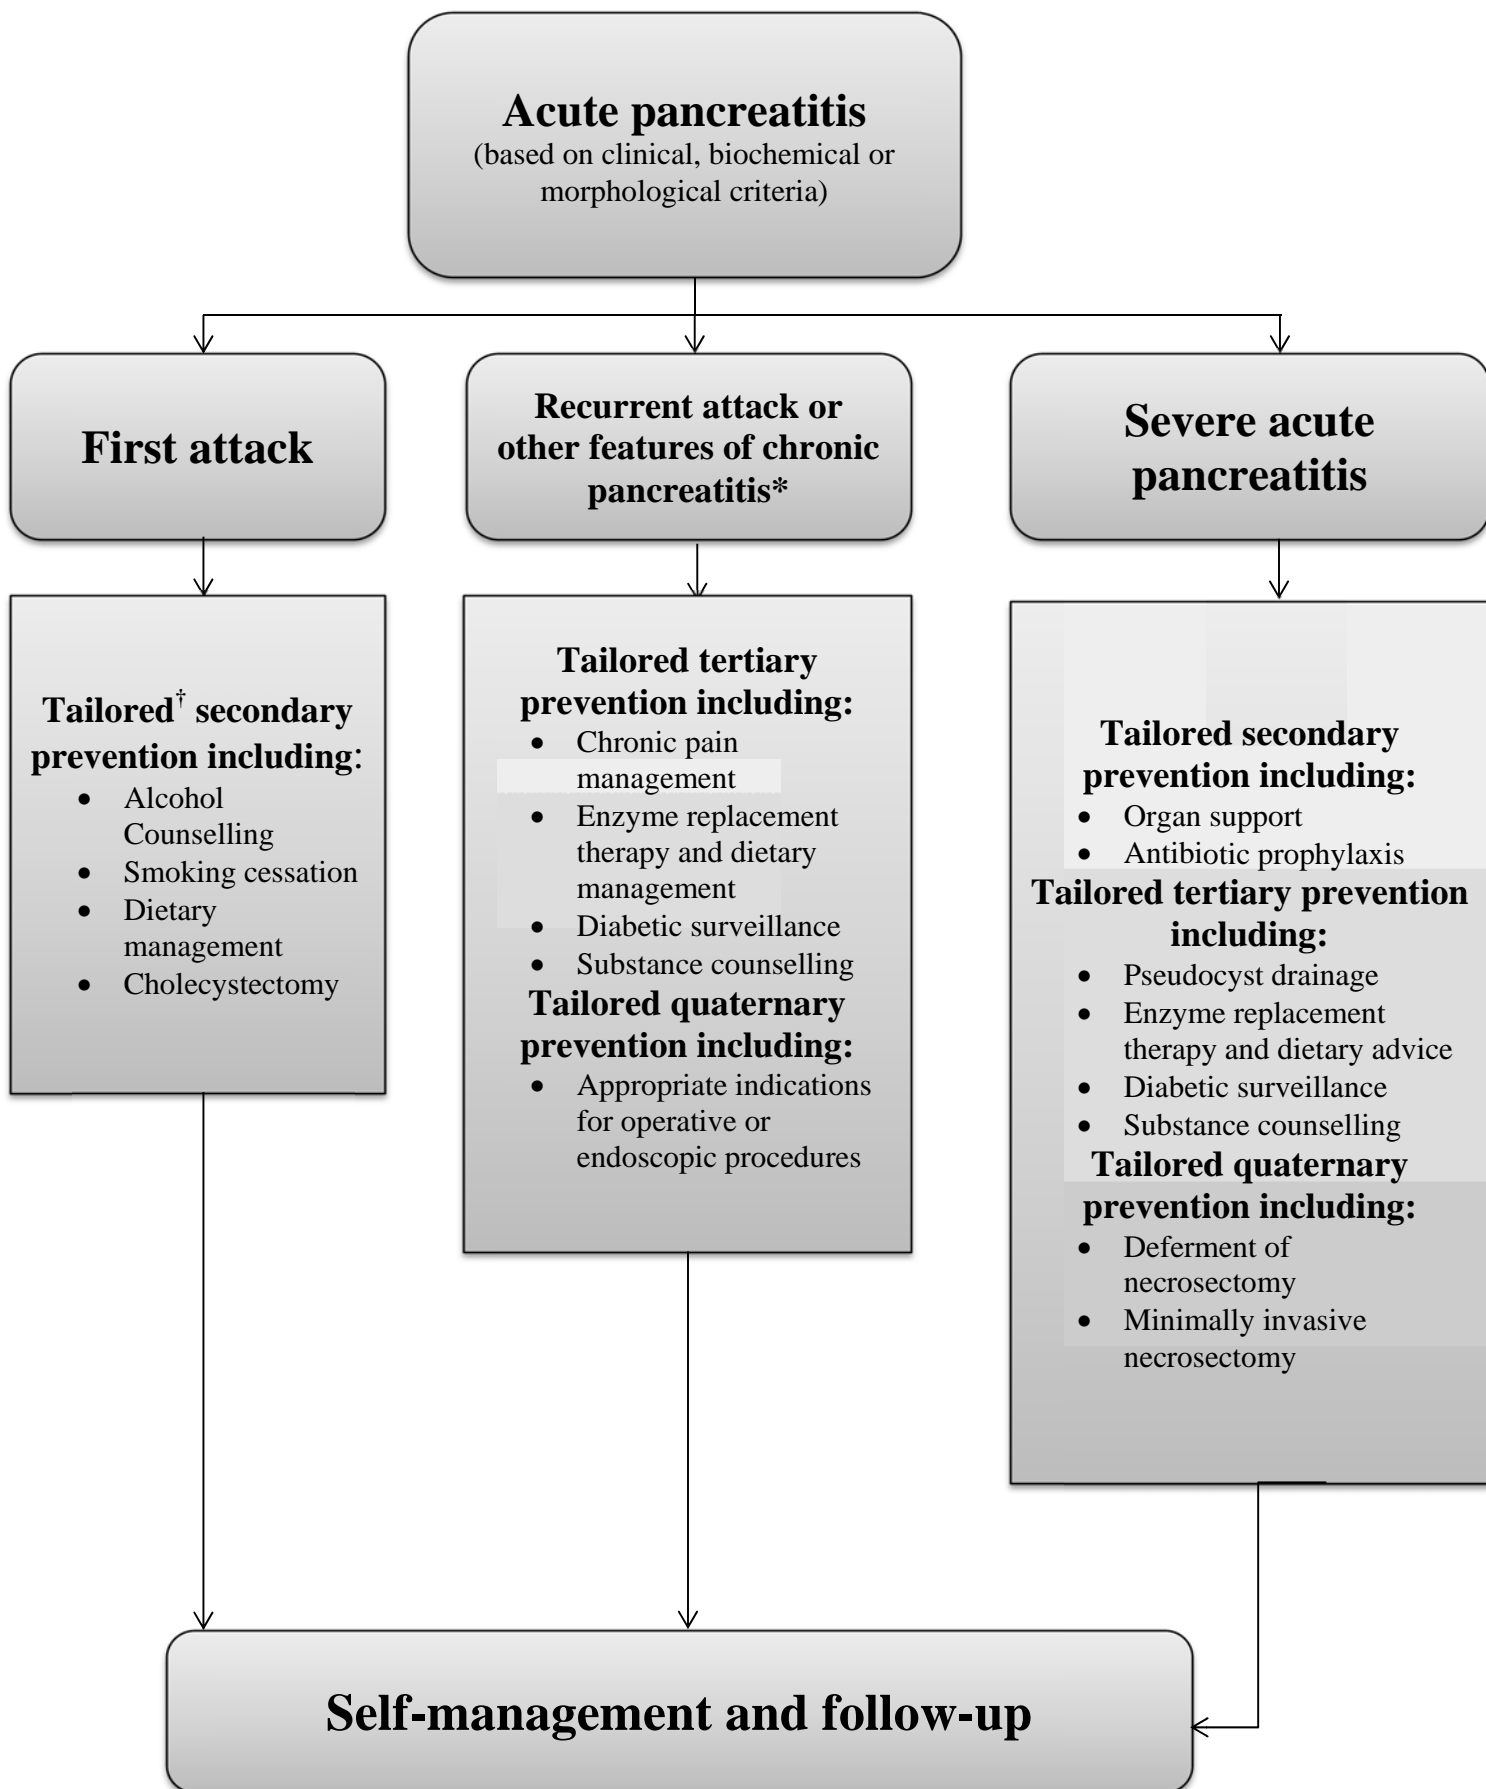 Acute pancreatitis
(based on clinical, biochemical or
morphological criteria)
First attack
Recurrent attack or
other features of chronic
pancreatitis*
Severe acute
pancreatitis
Tailored† secondary
prevention including:
• Alcohol
Counselling
• Smoking cessation
• Dietary
management
• Cholecystectomy
Tailored tertiary
prevention including:
• Chronic pain
management
• Enzyme replacement
therapy and dietary
management
• Diabetic surveillance
• Substance counselling
Tailored quaternary
prevention including:
• Appropriate indications
for operative or
endoscopic procedures
Tailored secondary
prevention including:
• Organ support
• Antibiotic prophylaxis
Tailored tertiary prevention
including:
• Pseudocyst drainage
• Enzyme replacement
therapy and dietary advice
• Diabetic surveillance
• Substance counselling
Tailored quaternary
prevention including:
• Deferment of
necrosectomy
• Minimally invasive
necrosectomy
Self-management and follow-up